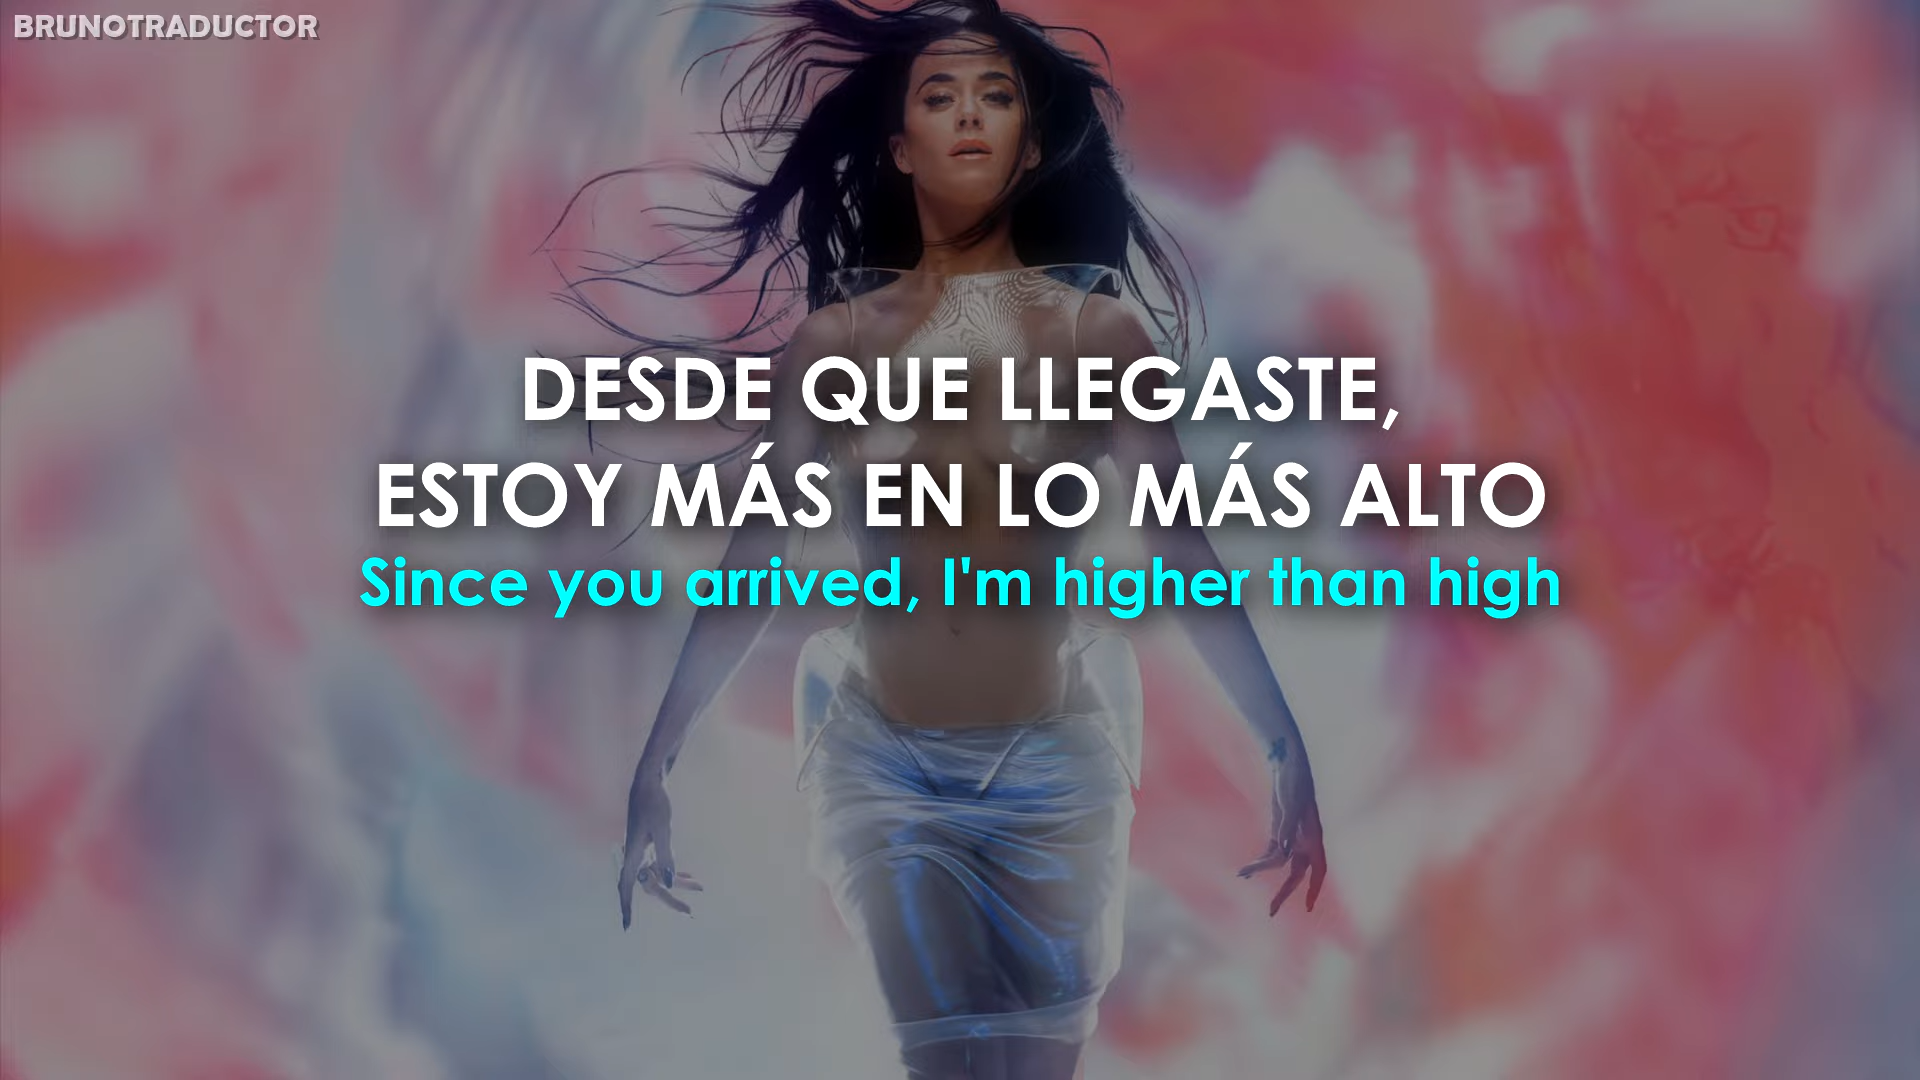 BRUNOTRADUCTOR
DESDE QUE LLEGASTE,
ESTOY MÁS EN LO MÁS ALTO
Since you arrived, I'm higher than high